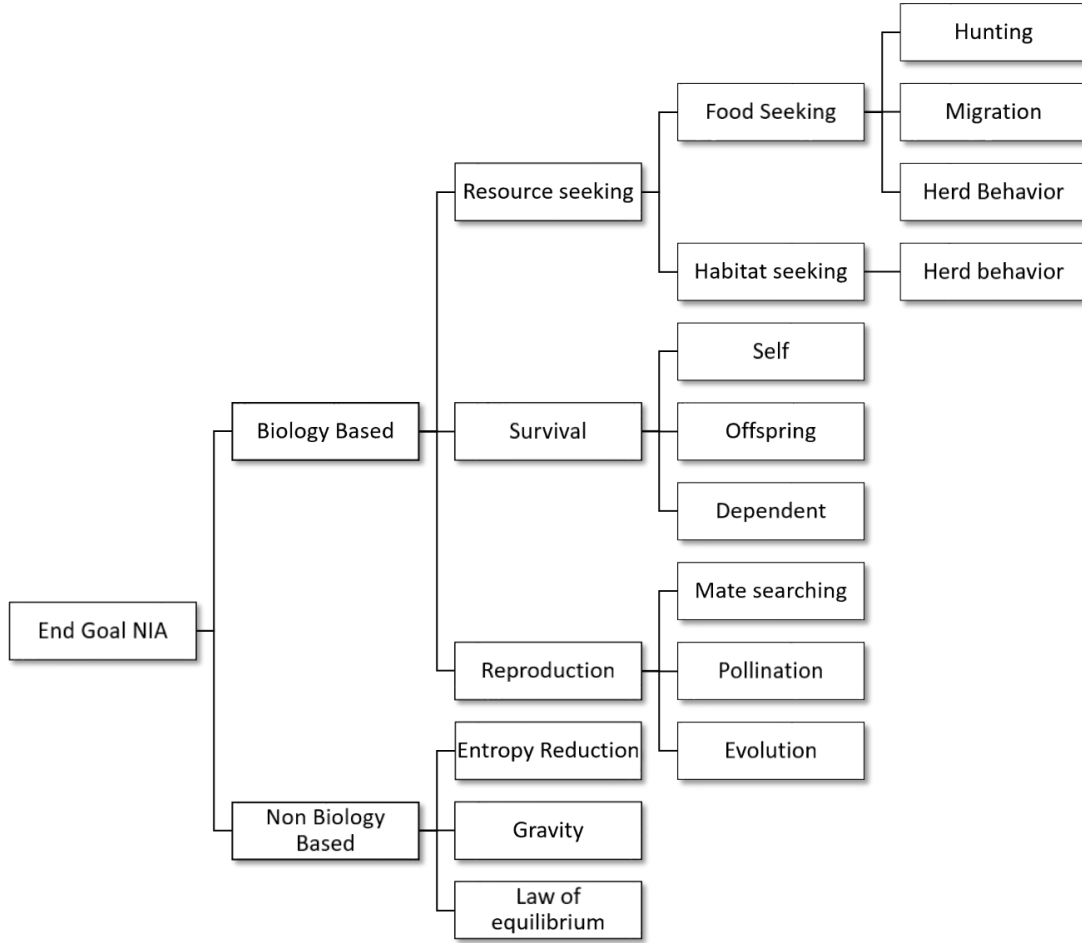 Hunting
Food Seeking
Migration
Resource seeking
Herd Behavior
Habitat seeking
Herd behavior
Self
Biology Based
Survival
Offspring
Dependent
End Goal NIA
Mate searching
Reproduction
Pollination
Entropy Reduction
Evolution
Non Biology
Based
Gravity
Law of
equilibrium